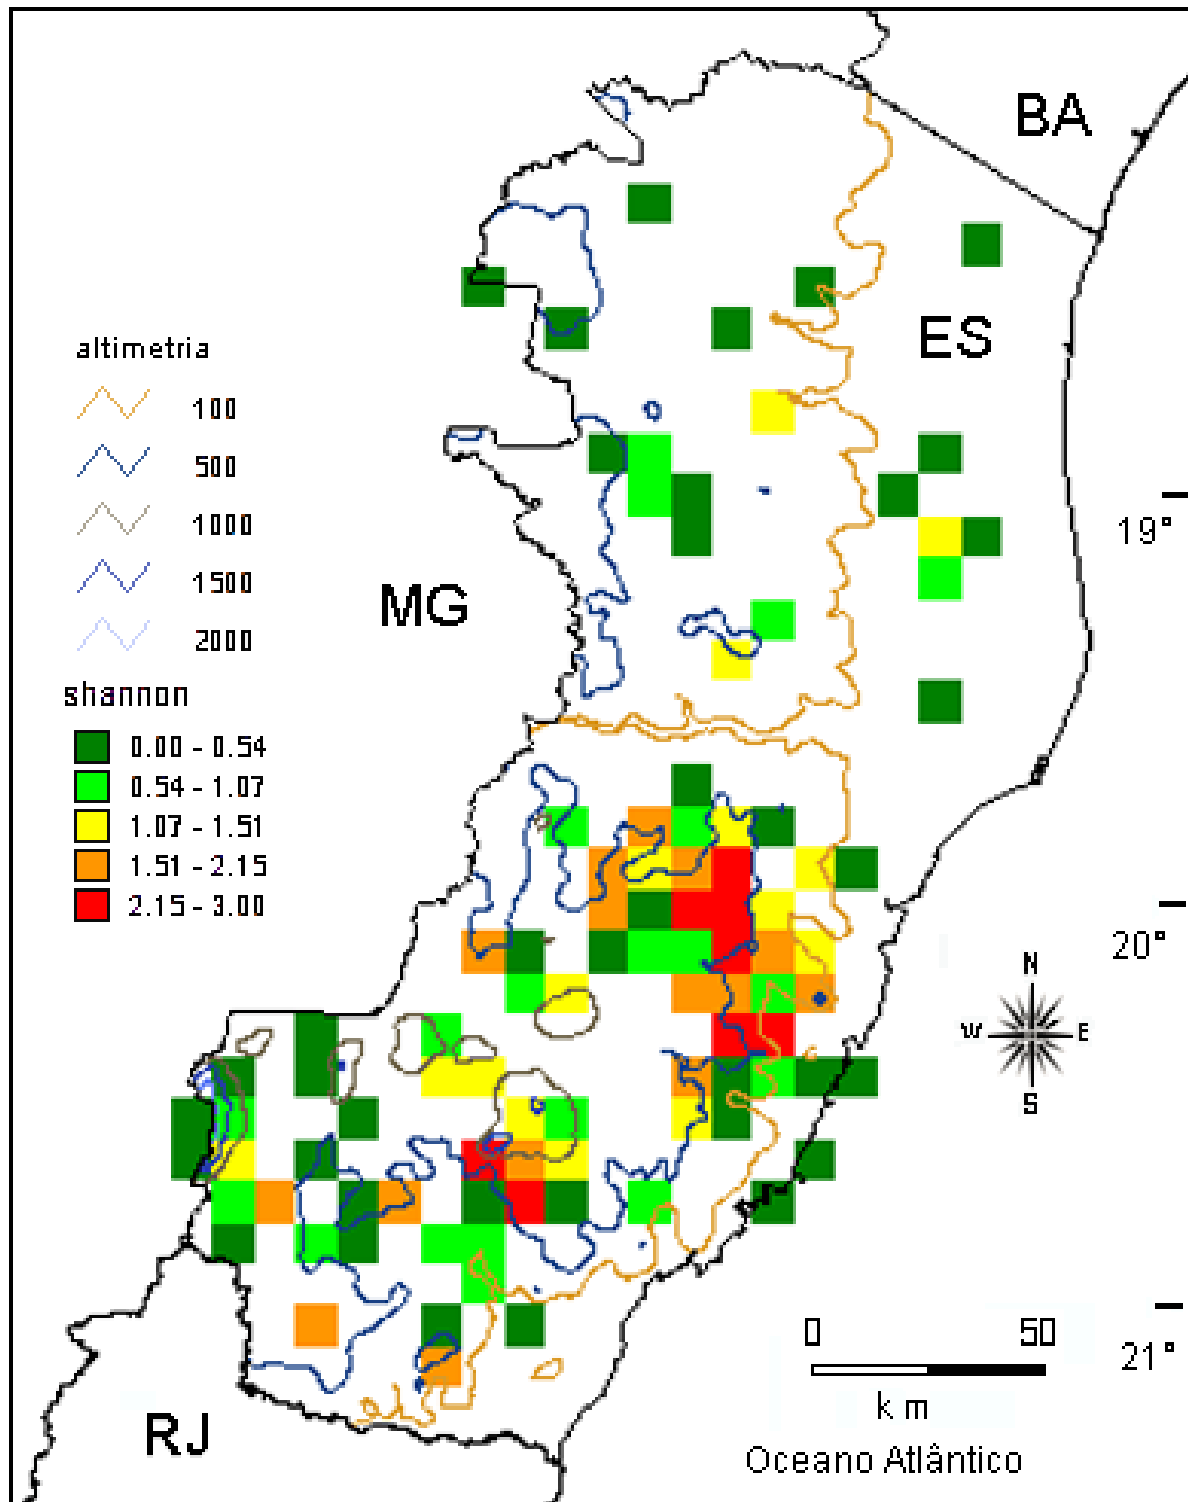 BA
ES
altimetria
100
500
1000
1500
2000
MG
19°
shannon
0.00 - 0.54
0.54 - 1.07
1.07 - 1.51
1.51 - 2.15
2.15 - 3.00
20°
N
W
E
S
0 50
km
21°
RJ
Oceano Atlântico